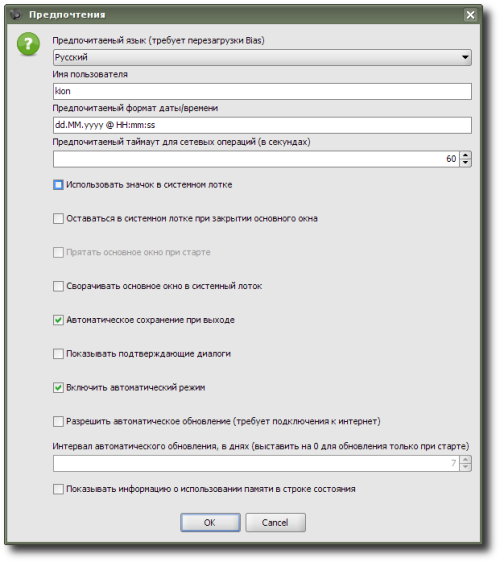 Предпочтения
Предпочитаемый язык (требует перезагрузки Bias)
Русский
Имя пользователя
kion
Предпочитаемый формат даты/времени
dd.MM.yyyy @ HH:mm:ss
Предпочитаемый таймаут для сетевых операций (в секундах)
60
Использовать значок в системном лотке
Оставаться в системном лотке при закрытии основного окна
Прятать основное окно при старте
Сворачивать основное окно в системный лоток
Автоматическое сохранение при выходе
Показывать подтверждающие диалоги
Включить автоматический режим
Разрешить автоматическое обновление (требует подключения к интернет)
Интервал автоматического обновления, в днях (выставить на 0 для обновления только при старте)
7
Показывать информацию о использовании памяти в строке состояния
OK
Cancel